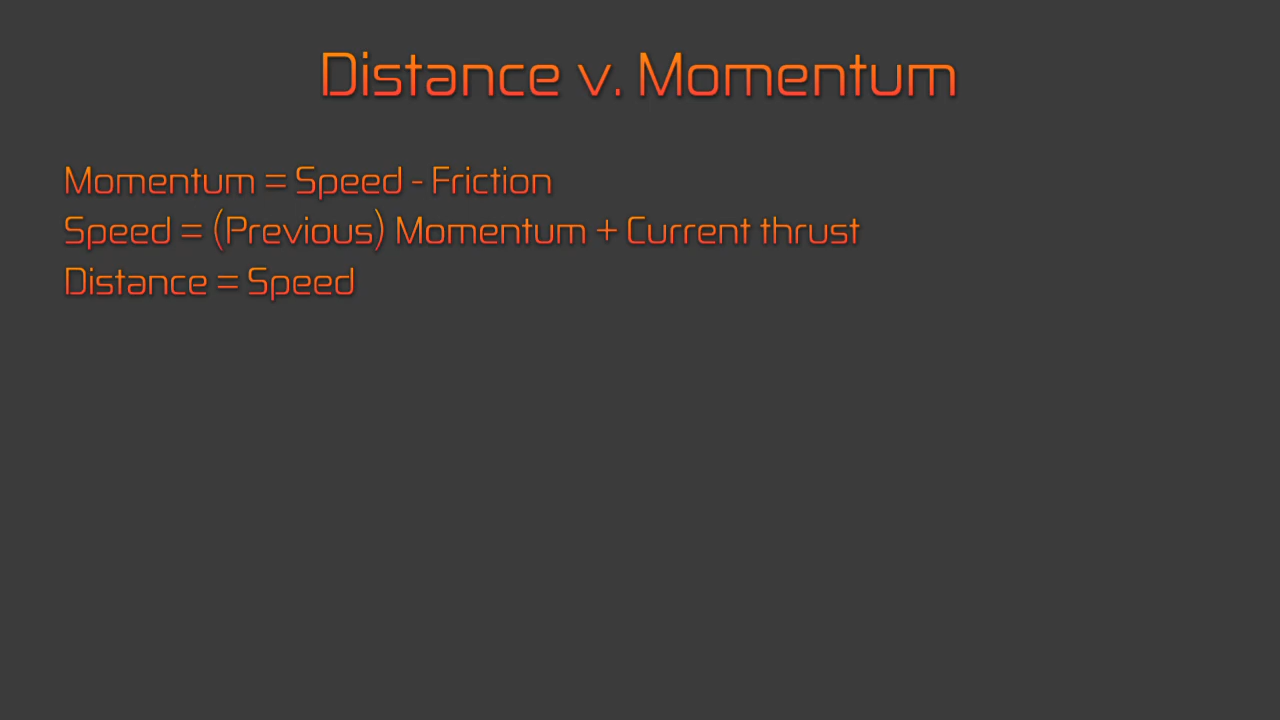 Distance v. Momentum
Momentum = Speed - Friction
Speed = (Previous) Momentum + Current thrust
Distance = Speed